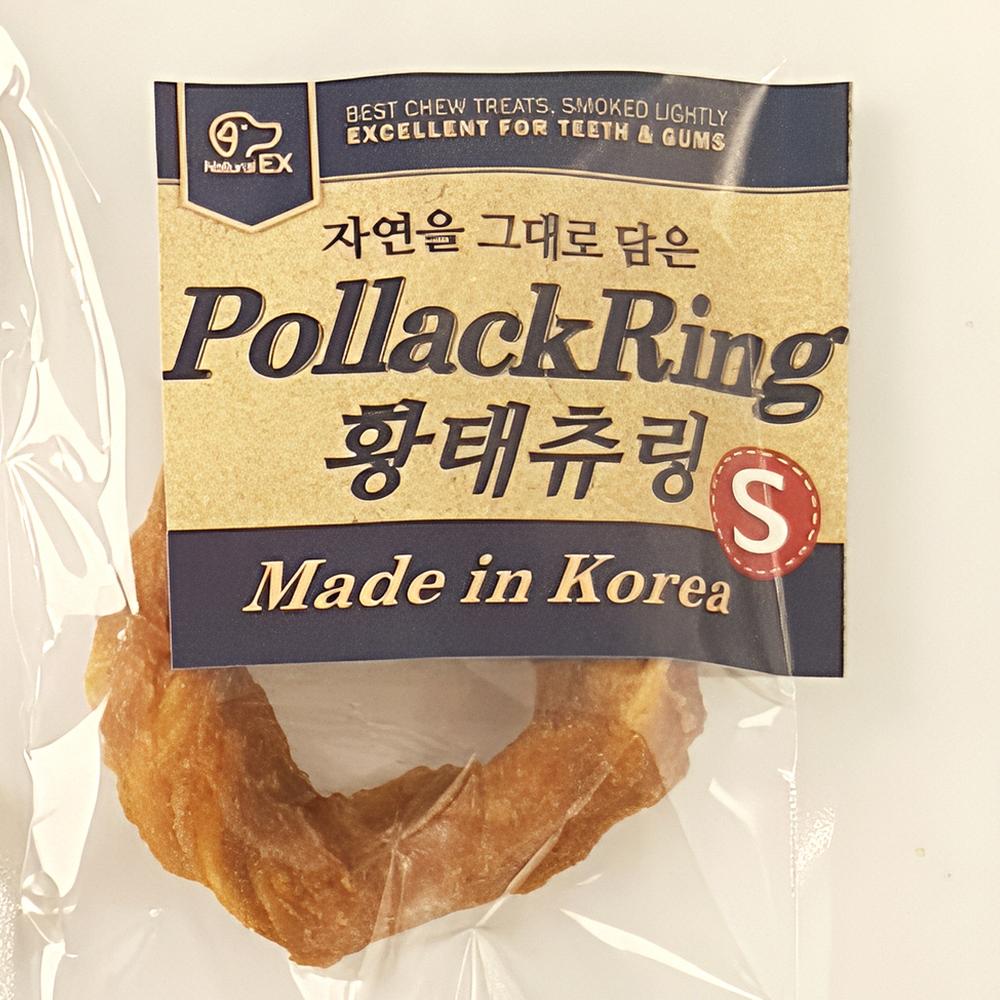 BEST CHEW TREATS, SMOKED LIGHTLY
EXCELLENT FOR TEETH & GUMS
Natural EX
자연을 그대로 담은
PollackRing
황태츄링
S
Made in Korea